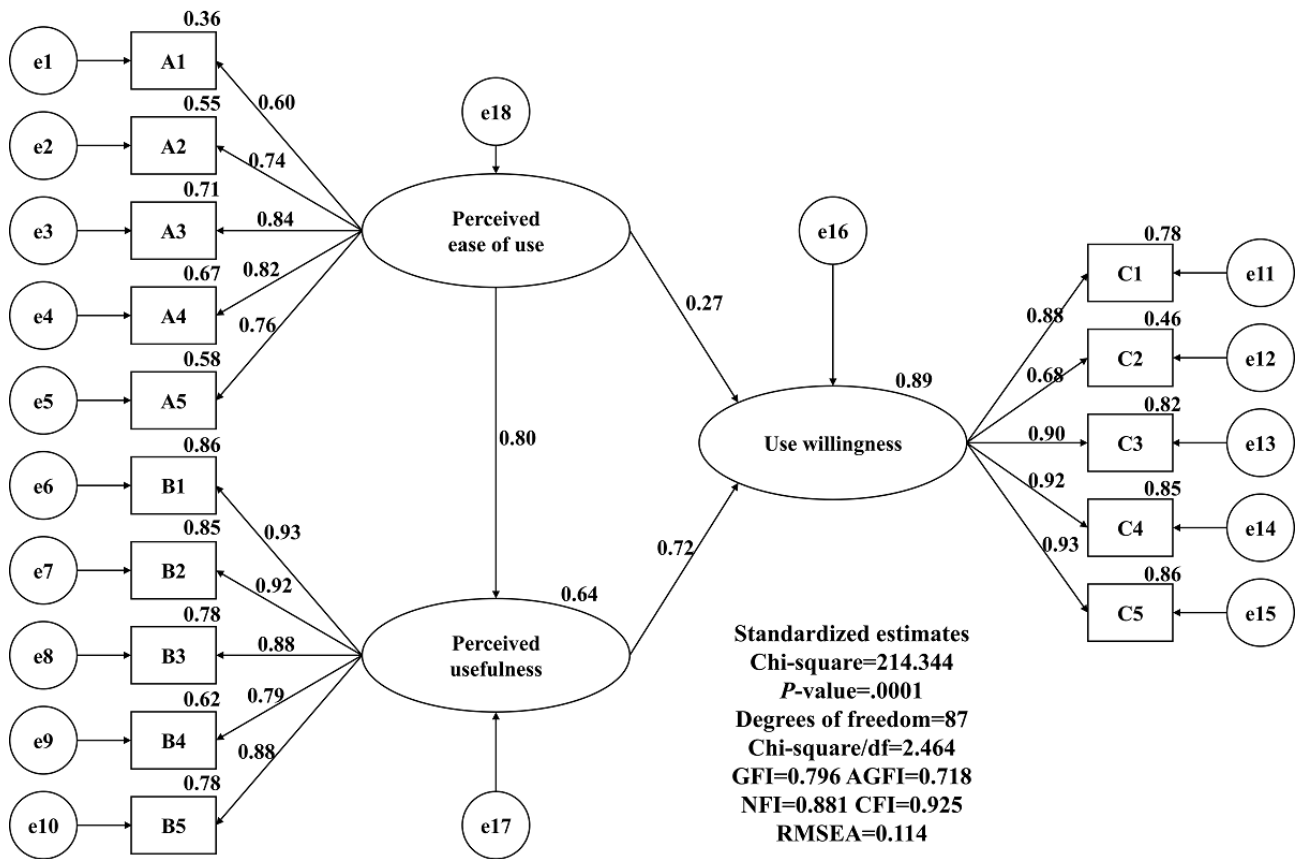 0.36
e1
A1
0.60
0.55
e2
A2
0.74
0.71
e3
A3
0.84
0.67
e4
A4
0.82
0.58
e5
A5
0.76
0.86
e6
B1
0.93
0.85
e7
B2
0.92
0.78
e8
B3
0.88
0.62
e9
B4
0.79
0.78
e10
B5
0.88
e18
Perceived
ease of use
0.80
0.64
Perceived
usefulness
e17
0.27
0.72
e16
0.89
Use willingness
0.78
C1
e11
0.88
0.46
C2
e12
0.68
0.82
C3
e13
0.90
0.85
C4
e14
0.92
0.86
C5
e15
0.93
Standardized estimates
Chi-square=214.344
P-value=.0001
Degrees of freedom=87
Chi-square/df=2.464
GFI=0.796 AGFI=0.718
NFI=0.881 CFI=0.925
RMSEA=0.114